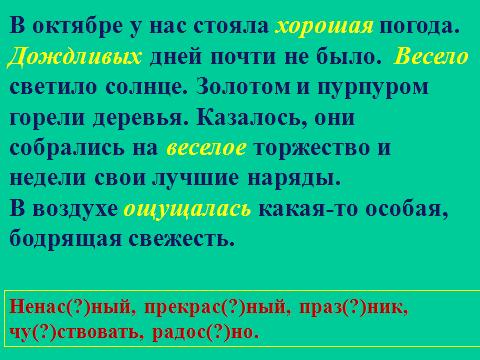 В октябре у нас стояла хорошая погода.
Дождливых дней почти не было. Весело
светило солнце. Золотом и пурпуром
горели деревья. Казалось, они
собрались на веселое торжество и
недели свои лучшие наряды.
В воздухе ощущалась какая-то особая,
бодрящая свежесть.
Ненас(?)ный, прекрас(?)ный, праз(?)ник,
чу(?)ствовать, радос(?)но.